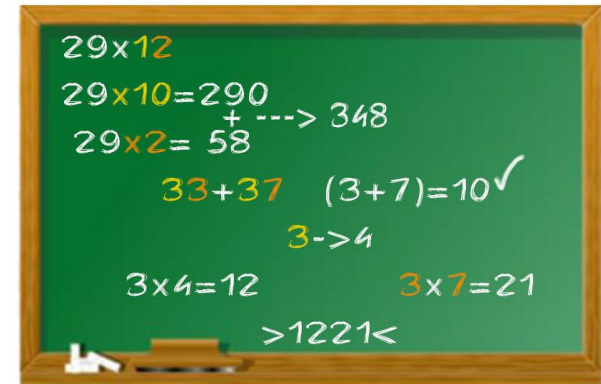 29x12
29x10=290
+ ---> 348
29x2= 58
33+37 (3+7)=10✓
3->4
3x4=12 3x7=21
>1221<